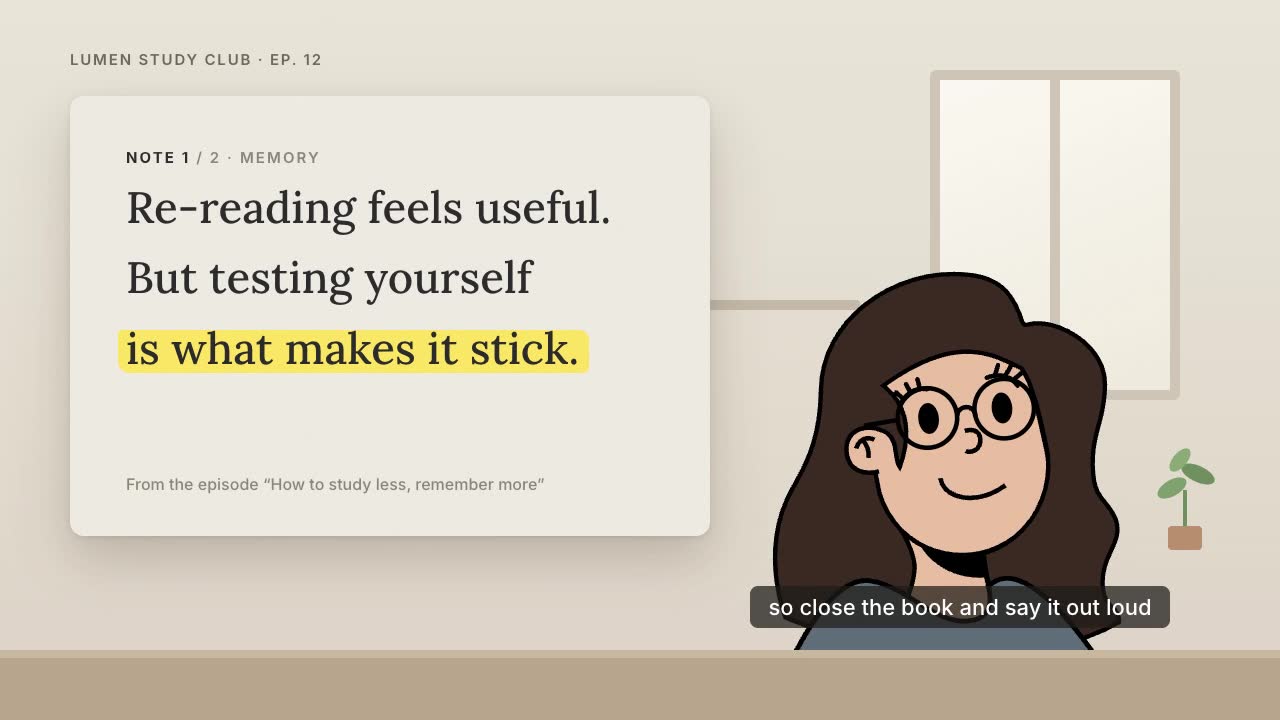 LUMEN STUDY CLUB · EP. 12
NOTE 1 / 2 · MEMORY
Re-reading feels useful.
But testing yourself
is what makes it stick.
From the episode “How to study less, remember more”
so close the book and say it out loud